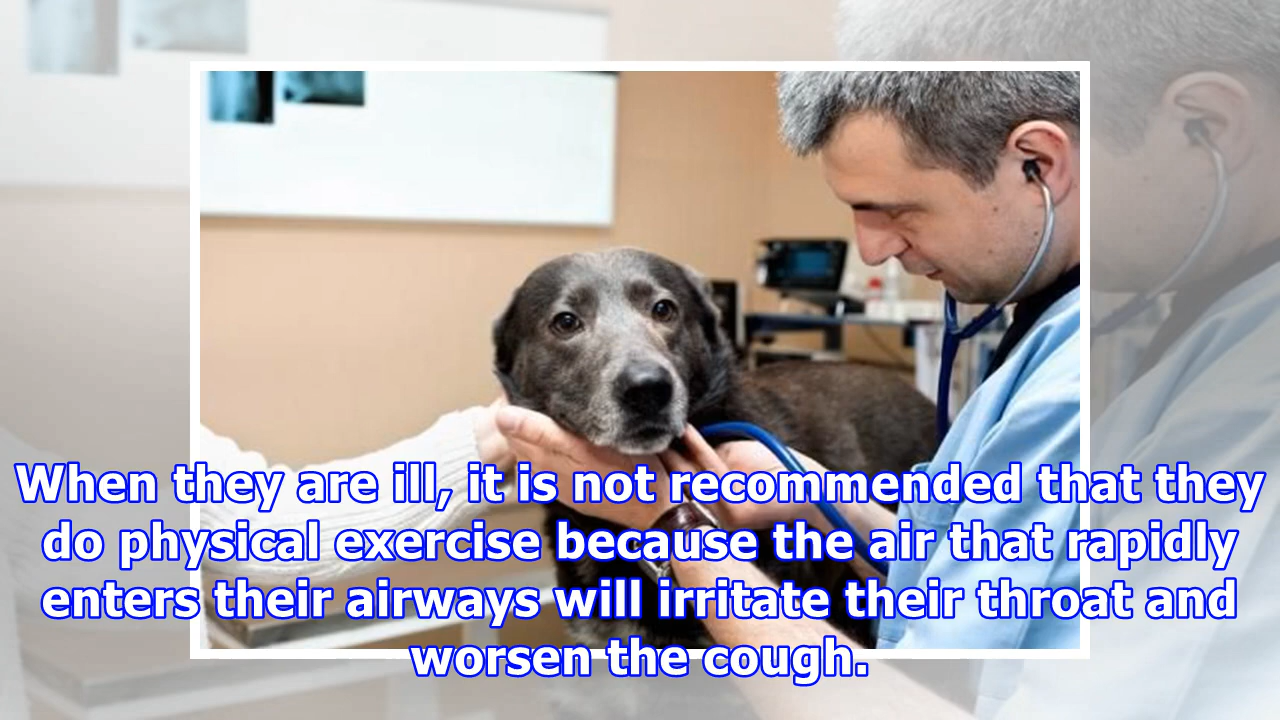 When they are ill, it is not recommended that they
do physical exercise because the air that rapidly
enters their airways will irritate their throat and
worsen the cough.